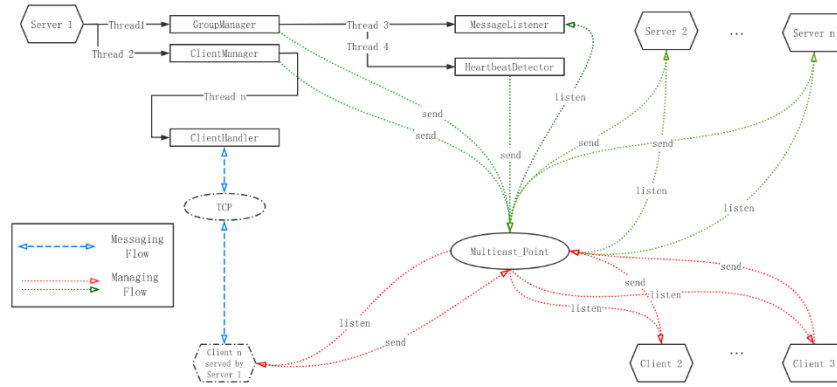 Server 1
Thread1
GroupManager
Thread 3
MessageListener
Server 2
...
Server n
Thread 2
ClientManager
Thread 4
HeartbeatDetector
Thread n
listen
ClientHandler
send
send
send
send
send
listen
listen
TCP
Messaging
Flow
Managing
Flow
Multicast_Point
send
send
listen
send
listen
listen
Client n
served by
Server 1
Client 2
...
Client 3